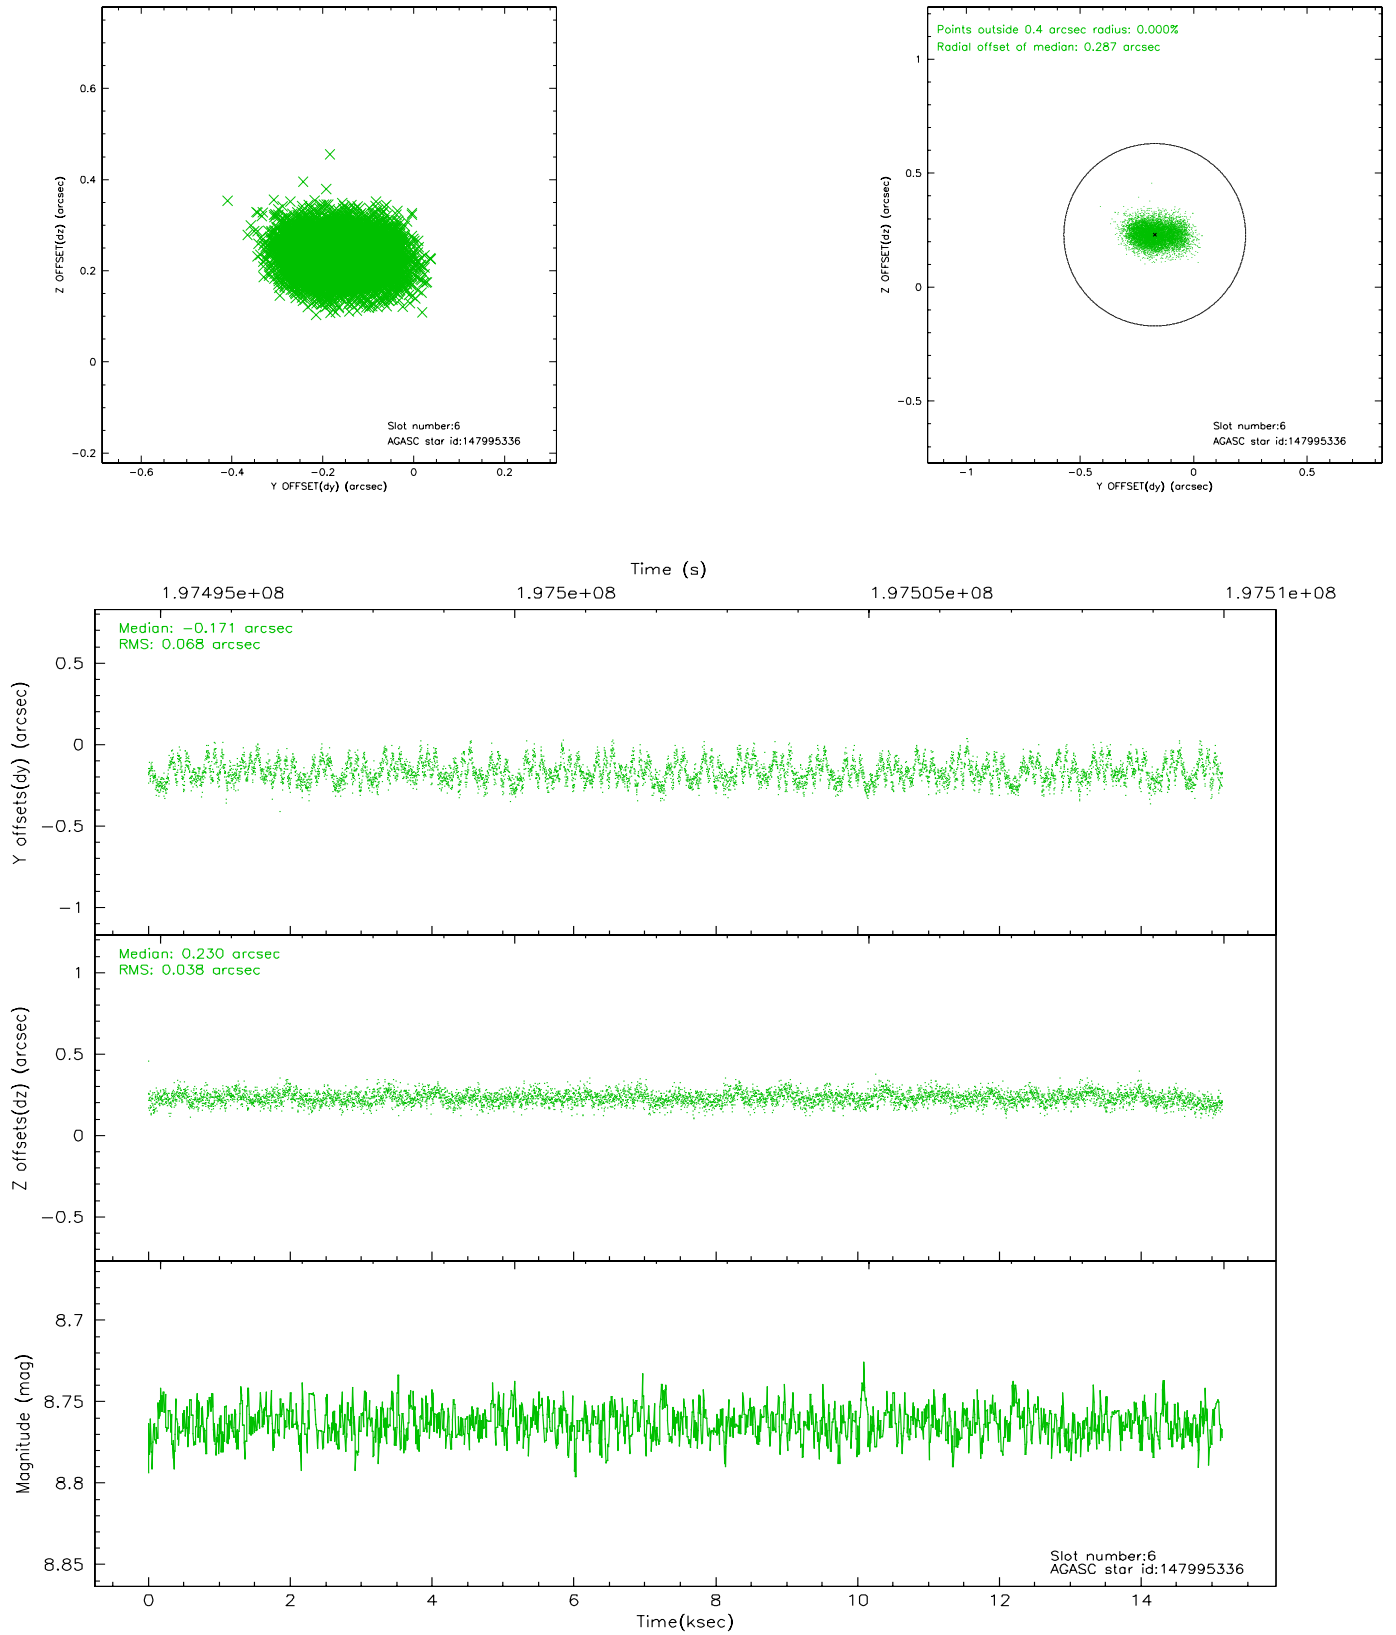 0.6
0.4
0.2
0
−0.2
Z OFFSET(dz) (arcsec)
Slot number:6
AGASC star id:147995336
−0.6 −0.4 −0.2 0 0.2
Y OFFSET(dy) (arcsec)
Points outside 0.4 arcsec radius: 0.000%
Radial offset of median: 0.287 arcsec
1
0.5
0
−0.5
Z OFFSET(dz) (arcsec)
Slot number:6
AGASC star id:147995336
−1 −0.5 0 0.5
Y OFFSET(dy) (arcsec)
Time (s)
1.97495e+08 1.975e+08 1.97505e+08 1.9751e+08
Median: −0.171 arcsec
RMS: 0.068 arcsec
0.5
0
−0.5
−1
Y offsets(dy) (arcsec)
Median: 0.230 arcsec
RMS: 0.038 arcsec
1
0.5
0
−0.5
Z offsets(dz) (arcsec)
8.7
8.75
8.8
8.85
Magnitude (mag)
Slot number:6
AGASC star id:147995336
0 2 4 6 8 10 12 14
Time(ksec)